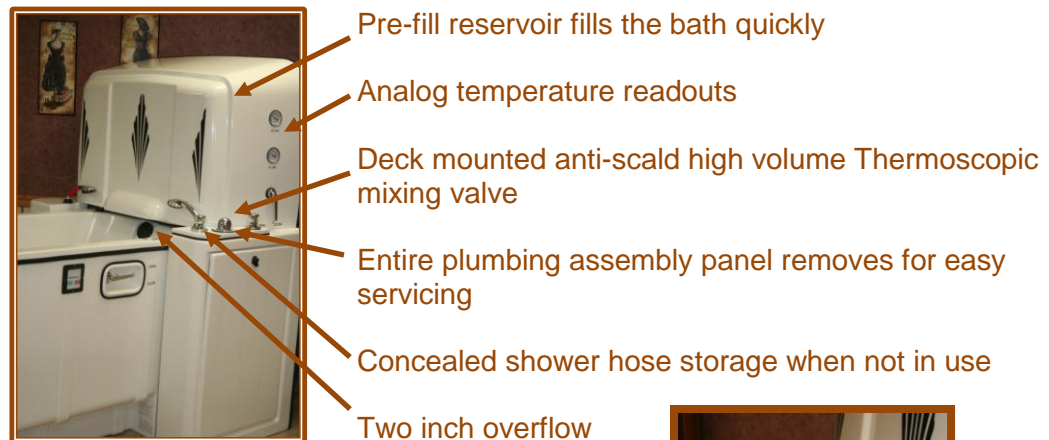 Pre-fill reservoir fills the bath quickly
Analog temperature readouts
Deck mounted anti-scald high volume Thermoscopic
mixing valve
Entire plumbing assembly panel removes for easy
servicing
Concealed shower hose storage when not in use
Two inch overflow